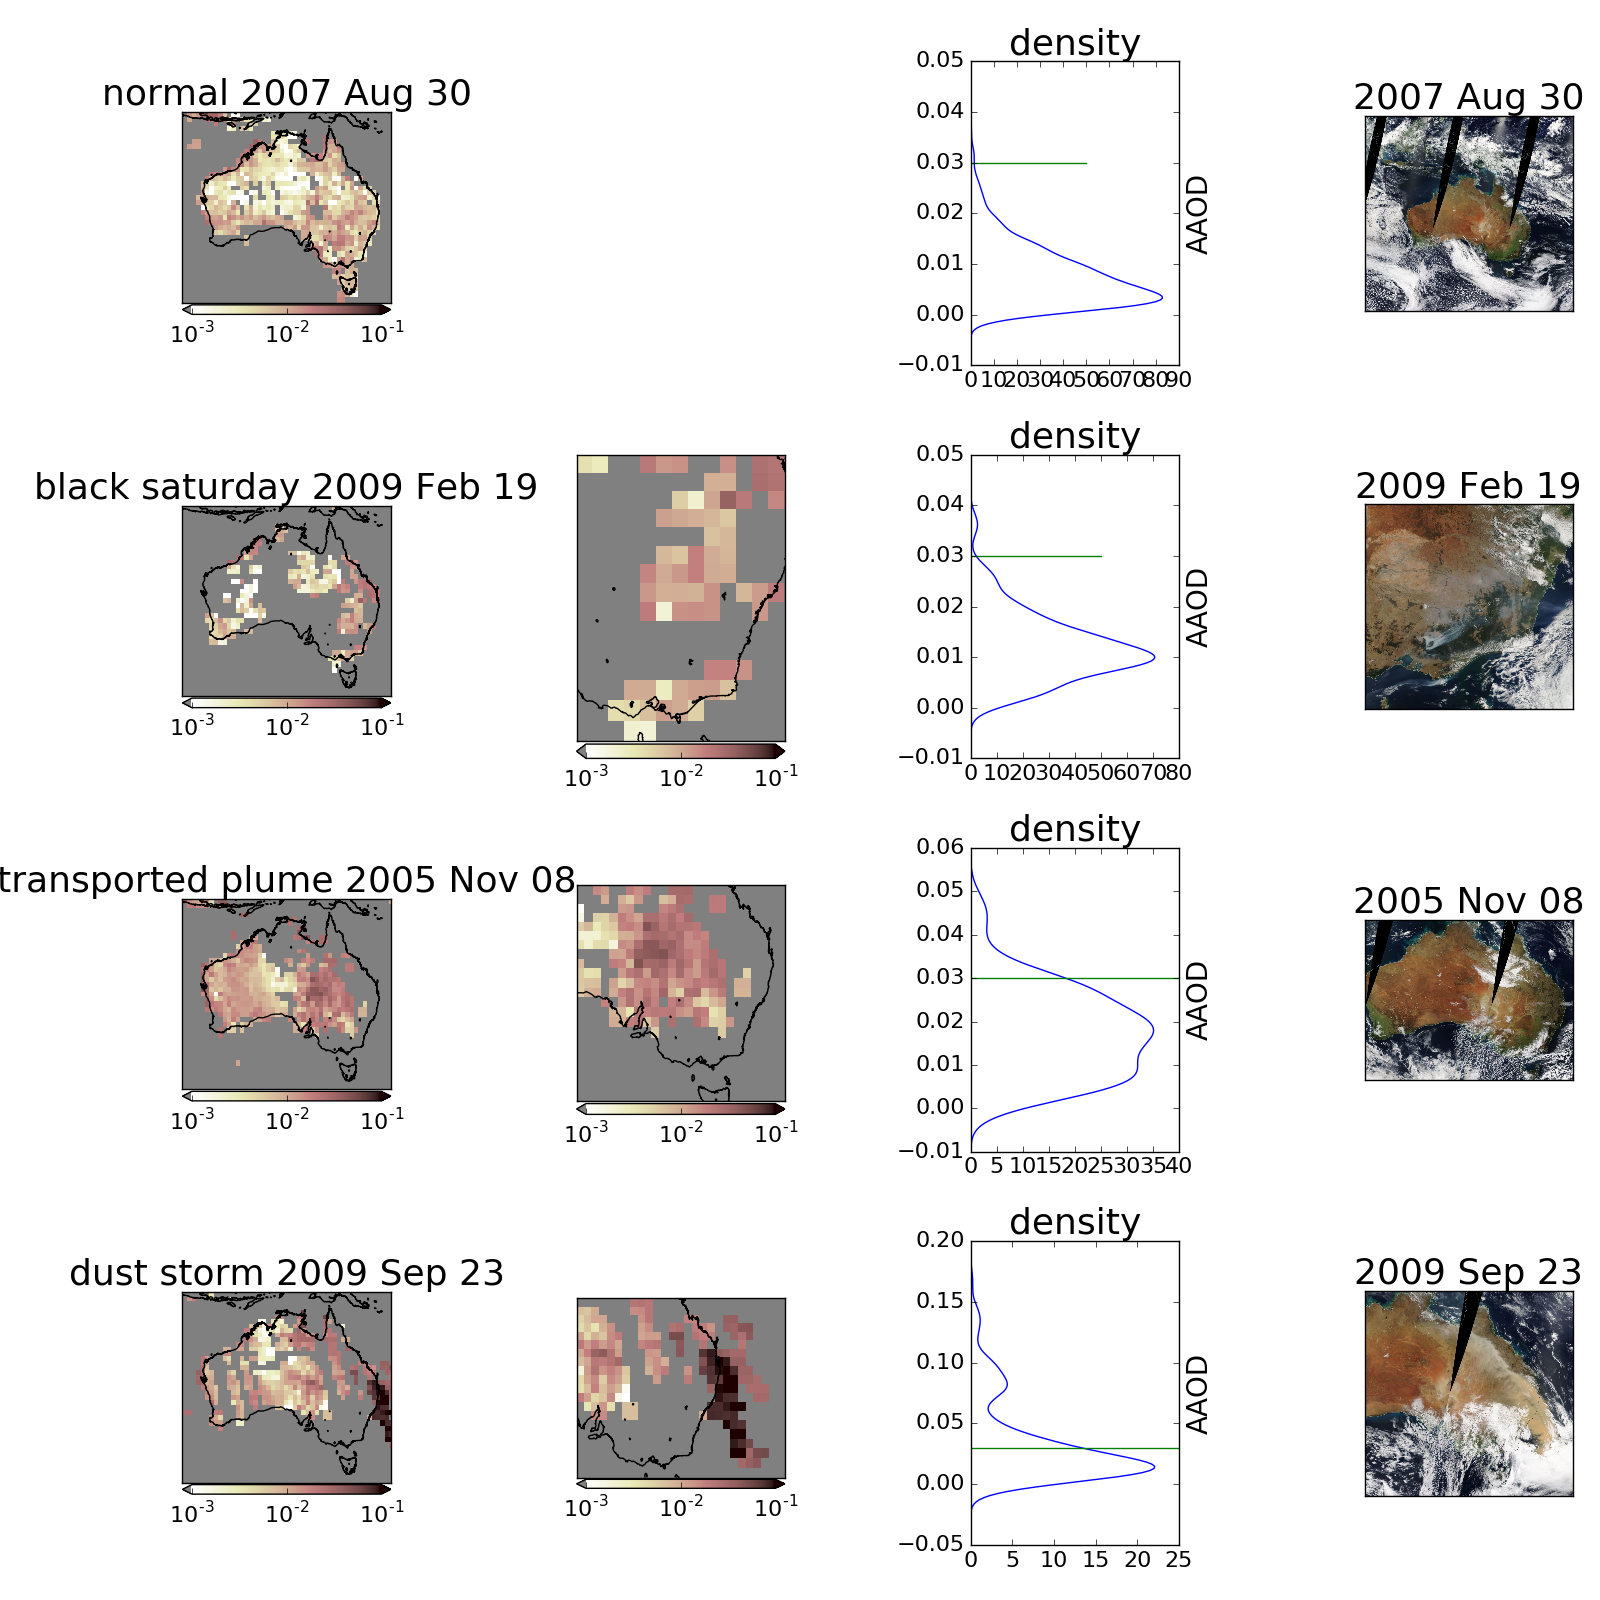 density
0.05
0.04
0.03
0.02
0.01
0.00
−0.01
AAOD
0 10 20 30 40 50 60 70 80 90
normal 2007 Aug 30
10-3 10-2 10-1
2007 Aug 30
density
0.05
0.04
0.03
0.02
0.01
0.00
−0.01
AAOD
0 10 20 30 40 50 60 70 80
black saturday 2009 Feb 19
10-3 10-2 10-1
10-3 10-2 10-1
2009 Feb 19
density
0.06
0.05
0.04
0.03
0.02
0.01
0.00
−0.01
AAOD
0 5 10 15 20 25 30 35 40
transported plume 2005 Nov 08
10-3 10-2 10-1
10-3 10-2 10-1
2005 Nov 08
density
0.20
0.15
0.10
0.05
0.00
−0.05
AAOD
0 5 10 15 20 25
dust storm 2009 Sep 23
10-3 10-2 10-1
10-3 10-2 10-1
2009 Sep 23